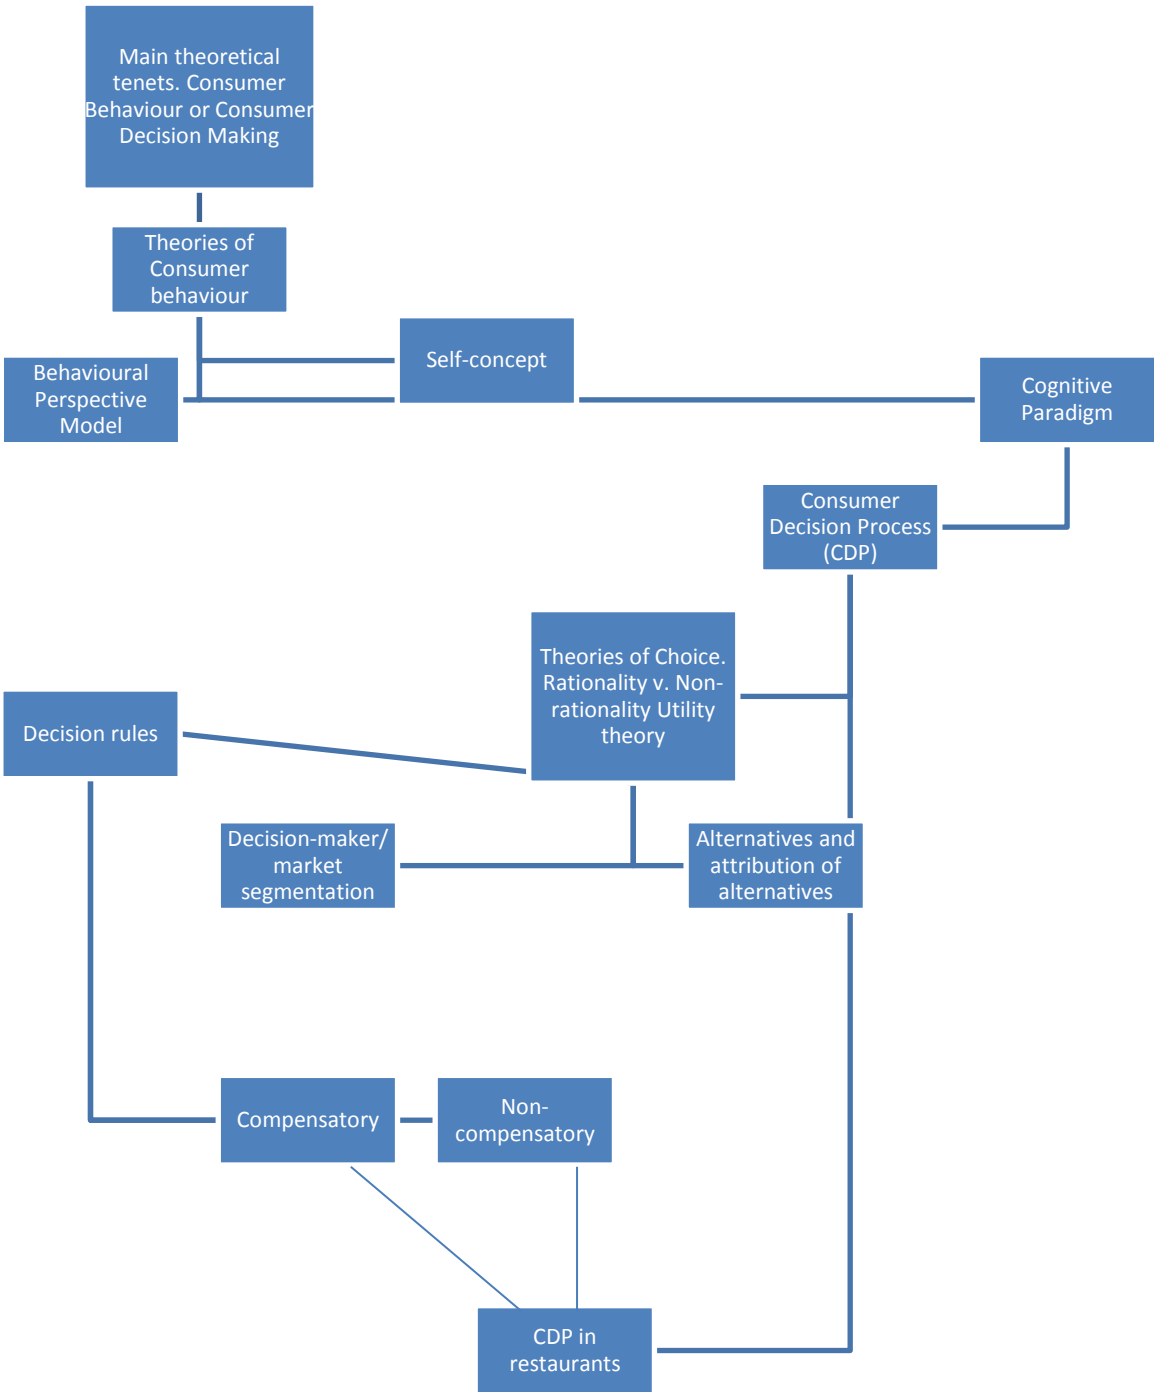 Main theoretical
tenets. Consumer
Behaviour or Consumer
Decision Making
Theories of
Consumer
behaviour
Self-concept
Behavioural
Perspective
Model
Cognitive
Paradigm
Consumer
Decision Process
(CDP)
Theories of Choice.
Rationality v. Non-
rationality Utility
theory
Decision rules
Decision-maker/
market
segmentation
Alternatives and
attribution of
alternatives
Compensatory
Non-
compensatory
CDP in
restaurants